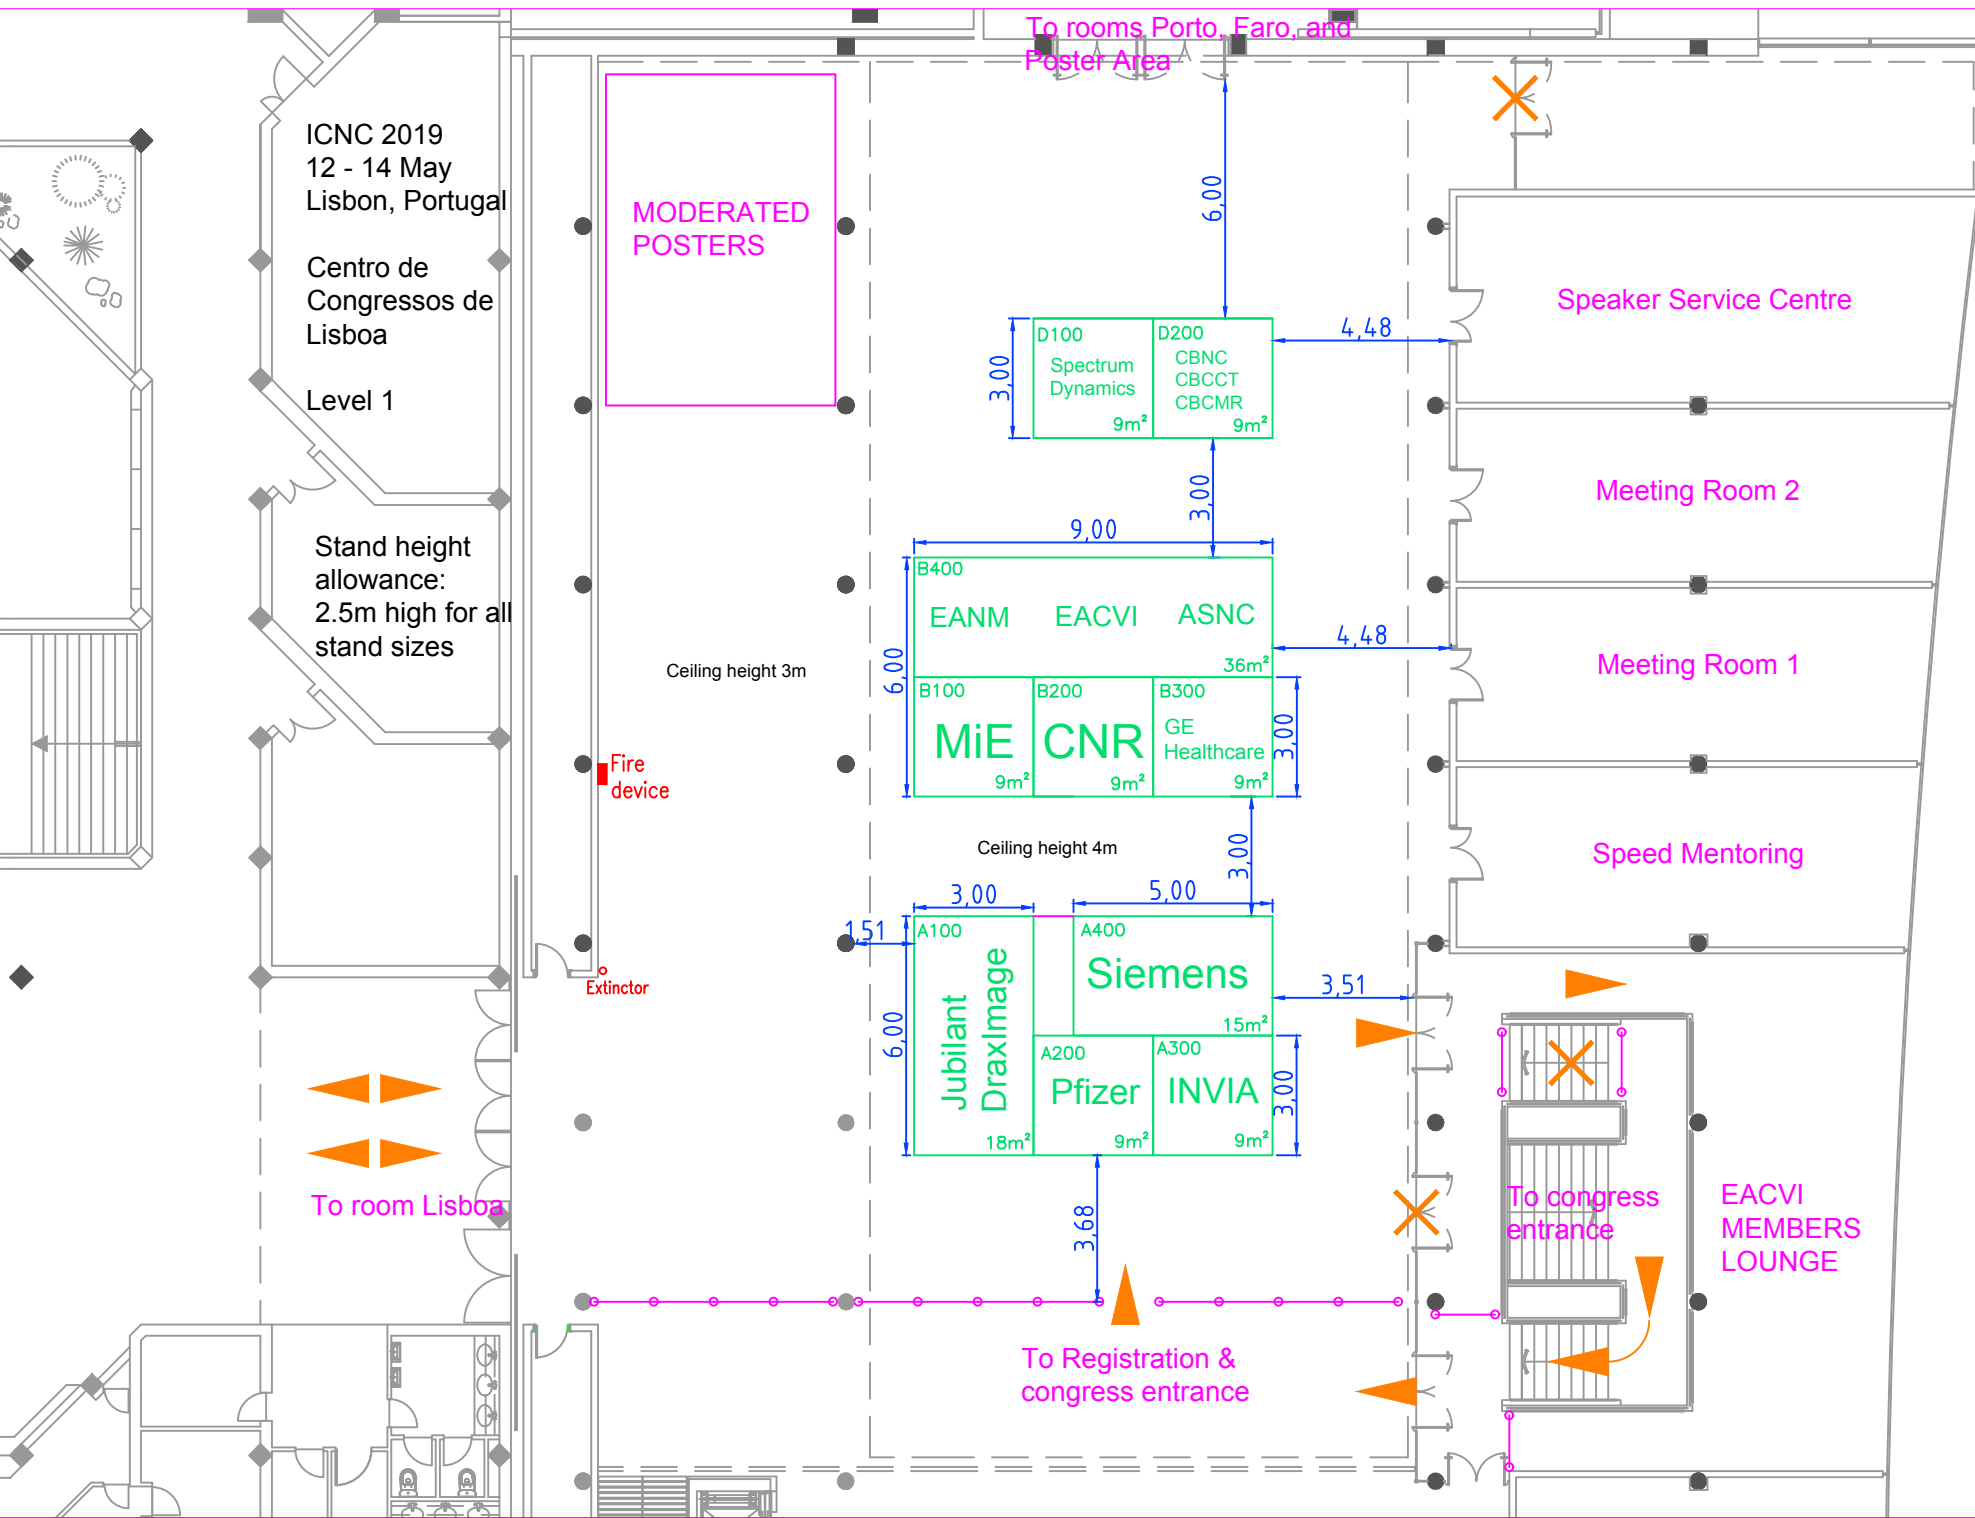 To rooms Porto, Faro, and
Poster Area
ICNC 2019
12 - 14 May
Lisbon, Portugal
Centro de
Congressos de
Lisboa
Level 1
Stand height
allowance:
2.5m high for all
stand sizes
MODERATED
POSTERS
6,00
Speaker Service Centre
4,48
3,00
D100
Spectrum
Dynamics
9m²
D200
CBNC
CBCCT
CBCMR
9m²
Meeting Room 2
3,00
9,00
B400
EANM
EACVI
ASNC
36m²
4,48
6,00
Meeting Room 1
Ceiling height 3m
B100
MiE
9m²
B200
CNR
9m²
B300
GE
Healthcare
9m²
3,00
Fire
device
Ceiling height 4m
3,00
Speed Mentoring
3,00
5,00
1,51
A100
Jubilant
DraxImage
18m²
6,00
A400
Siemens
15m²
3,51
Extinctor
A200
Pfizer
9m²
A300
INVIA
9m²
3,00
To room Lisboa
3,68
To congress
entrance
EACVI
MEMBERS
LOUNGE
To Registration &
congress entrance